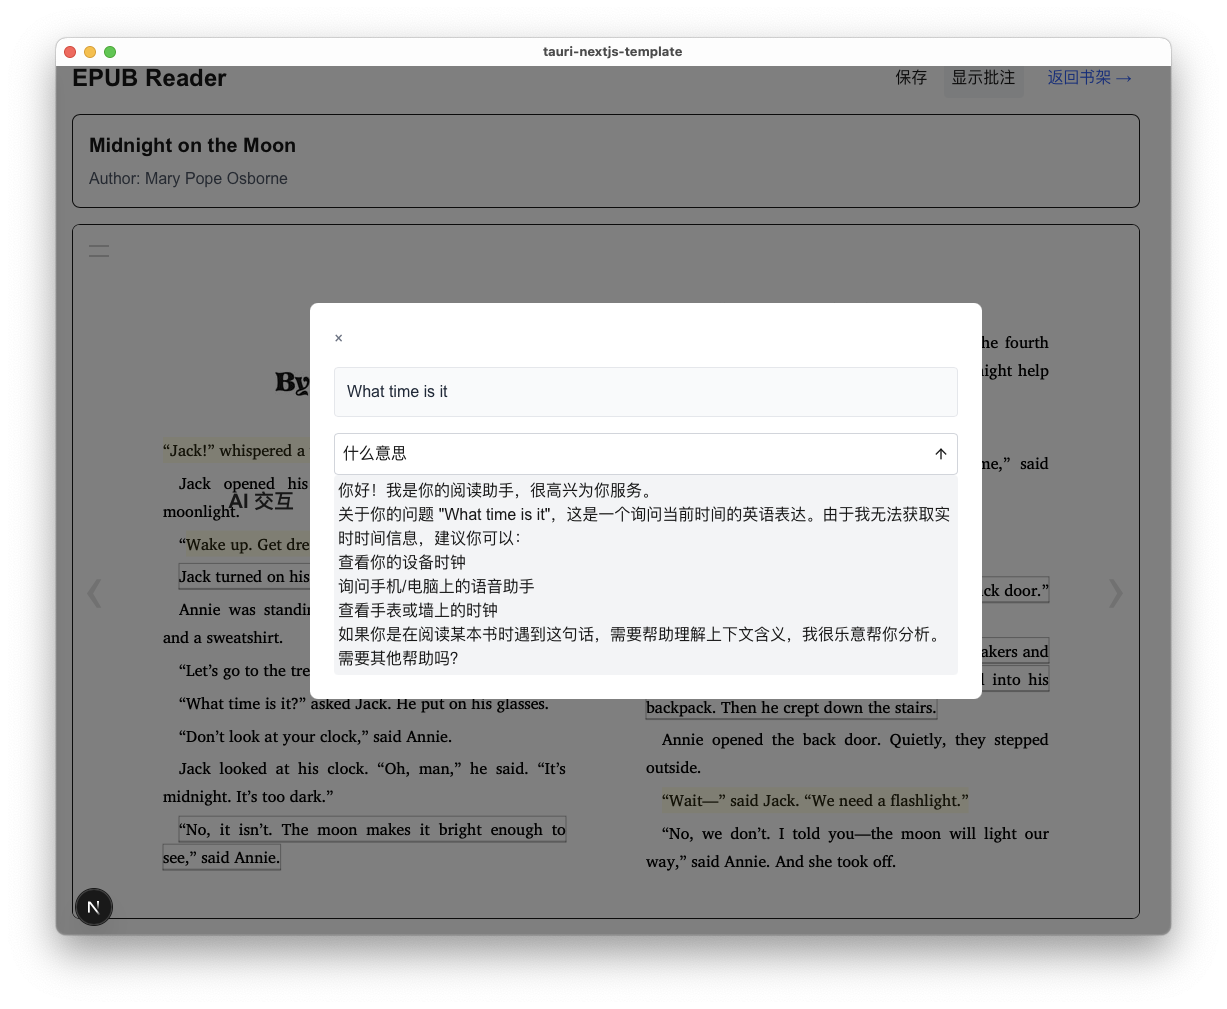 tauri-nextjs-template
EPUB Reader
保存
显示批注
返回书架 →
Midnight on the Moon
Author: Mary Pope Osborne
By
“Jack!” whispered a
Jack opened his
moonlight.
AI 交互
“Wake up. Get dre
Jack turned on his
Annie was standin
and a sweatshirt.
“Let’s go to the tre
“What time is it?” asked Jack. He put on his glasses.
“Don’t look at your clock,” said Annie.
Jack looked at his clock. “Oh, man,” he said. “It’s
midnight. It’s too dark.”
“No, it isn’t. The moon makes it bright enough to
see,” said Annie.
×
What time is it
什么意思
你好！我是你的阅读助手，很高兴为你服务。
关于你的问题 "What time is it"，这是一个询问当前时间的英语表达。由于我无法获取实
时时间信息，建议你可以：
查看你的设备时钟
询问手机/电脑上的语音助手
查看手表或墙上的时钟
如果你是在阅读某本书时遇到这句话，需要帮助理解上下文含义，我很乐意帮你分析。
需要其他帮助吗？
he fourth
ight help
me,” said
ck door.”
akers and
l into his
backpack. Then he crept down the stairs.
Annie opened the back door. Quietly, they stepped
outside.
“Wait—” said Jack. “We need a flashlight.”
“No, we don’t. I told you—the moon will light our
way,” said Annie. And she took off.
N